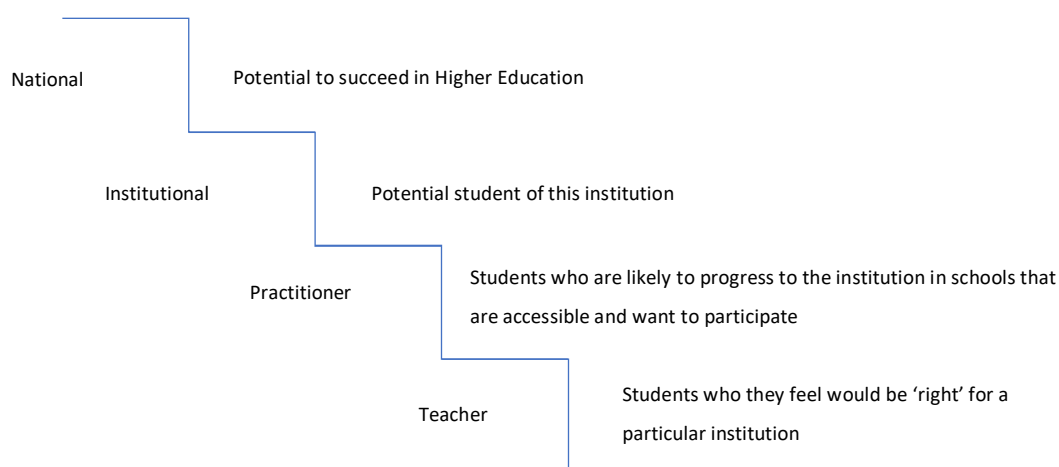 National
Potential to succeed in Higher Education
Institutional
Potential student of this institution
Practitioner
Students who are likely to progress to the institution in schools that
are accessible and want to participate
Teacher
Students who they feel would be ‘right’ for a
particular institution